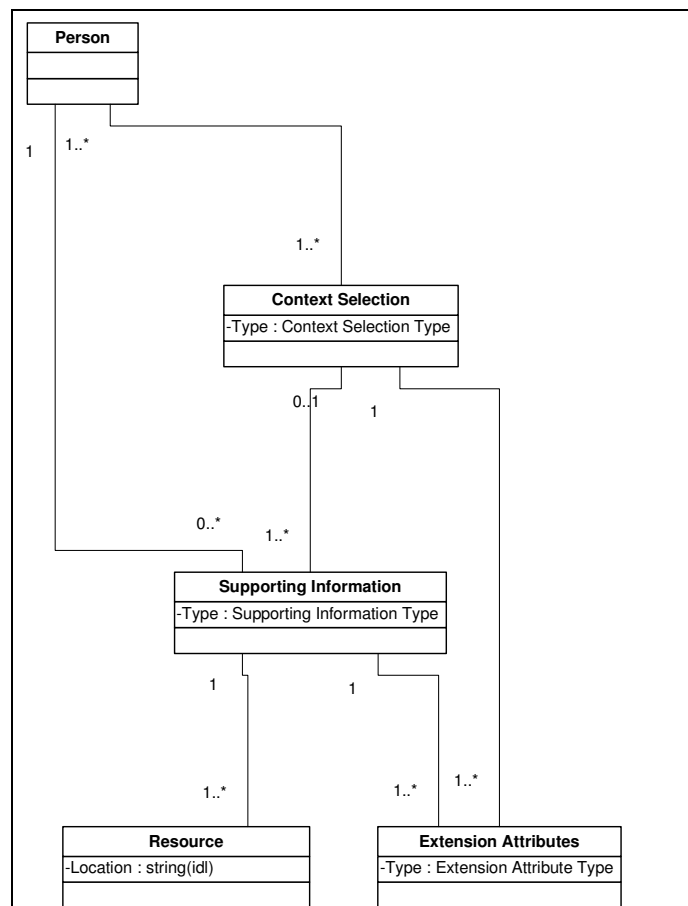 Person
1
1..*
1..*
Context Selection
-Type : Context Selection Type
0..1
1
0..*
1..*
Supporting Information
-Type : Supporting Information Type
1
1
1..*
1..*
1..*
Resource
-Location : string(idl)
Extension Attributes
-Type : Extension Attribute Type